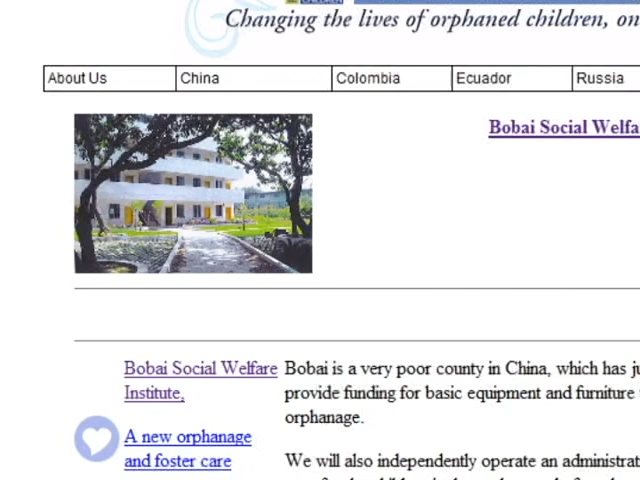 Changing the lives of orphaned children, on
About Us China Colombia Ecuador Russia
Bobai Social Welfa
Bobai Social Welfare Bobai is a very poor county in China, which has ju
Institute, provide funding for basic equipment and furniture
orphanage.
A new orphanage
and foster care We will also independently operate an administrat